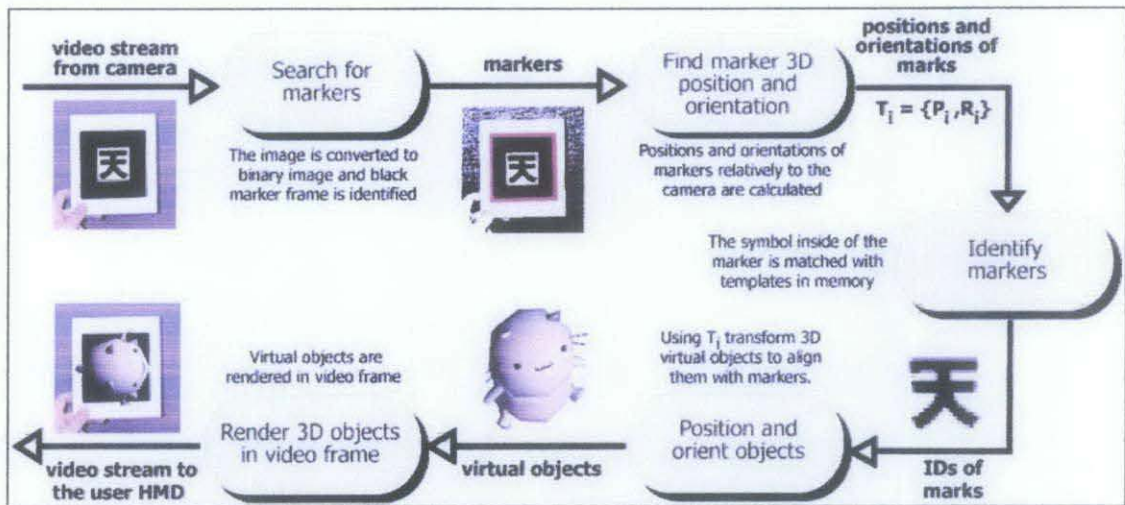 video stream
from camera
天
Search for
markers
The image is converted to
binary image and black
marker frame is identified
markers
天
Find marker 3D
position and
orientation
Positions and orientations of
markers relatively to the
camera are calculated
positions and
orientations of
marks
Tᵢ = {Pᵢ,Rᵢ}
Identify
markers
The symbol inside of the
marker is matched with
templates in memory
天
IDs of
marks
Using Tᵢ transform 3D
virtual objects to align
them with markers.
Position and
orient objects
virtual objects
Virtual objects are
rendered in video frame
Render 3D objects
in video frame
video stream to
the user HMD